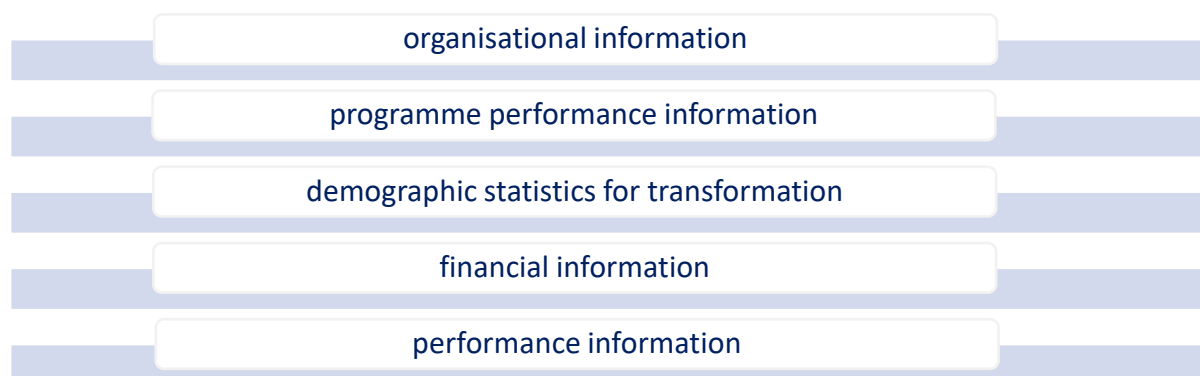 organisational information
programme performance information
demographic statistics for transformation
financial information
performance information